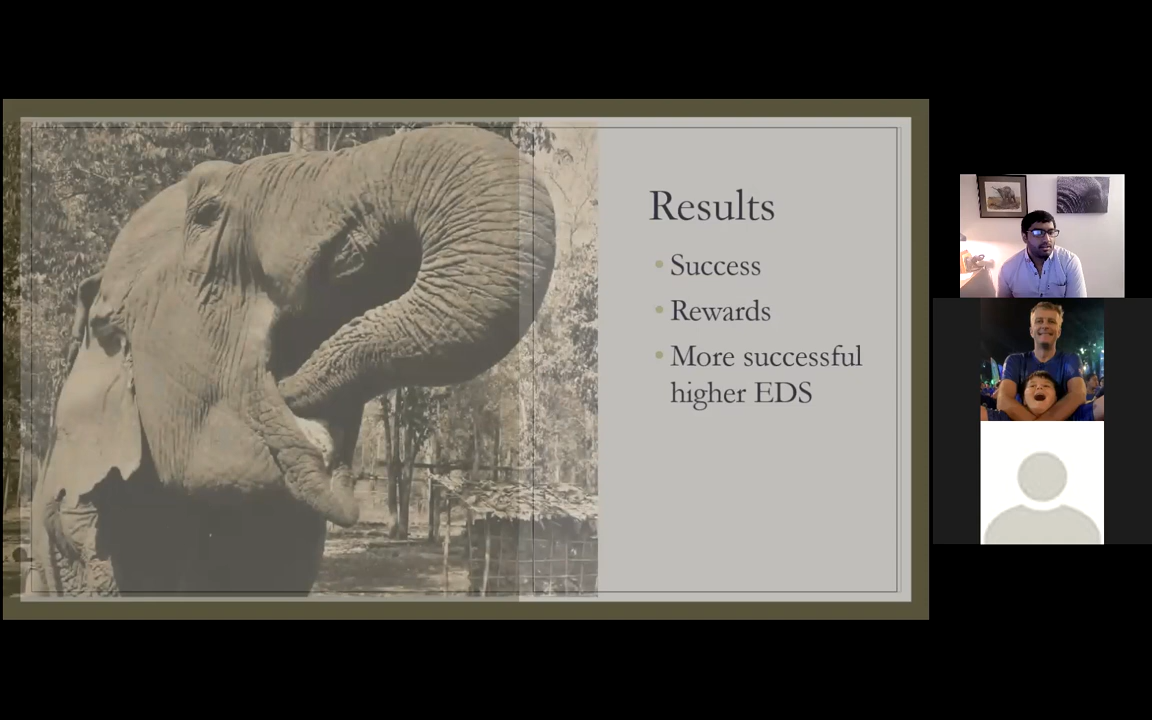 Results
Success
Rewards
More successful
higher EDS